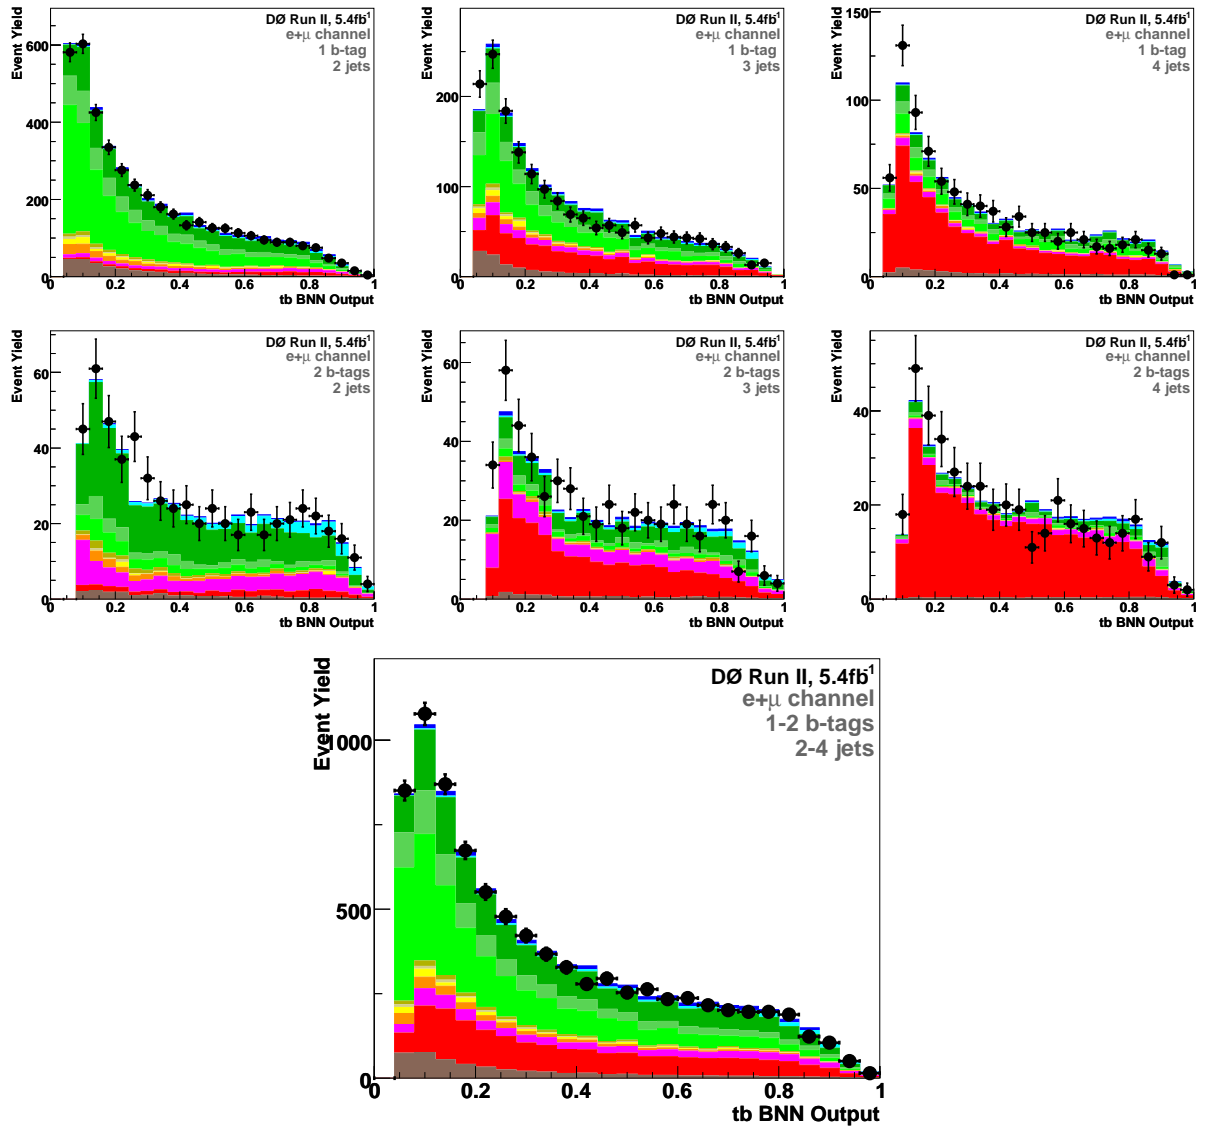 DØ Run II, 5.4fb-1
e+μ channel
1 b-tag
2 jets
Event Yield
600
400
200
0
0 0.2 0.4 0.6 0.8 1
tb BNN Output
DØ Run II, 5.4fb-1
e+μ channel
1 b-tag
3 jets
Event Yield
200
100
0
0 0.2 0.4 0.6 0.8 1
tb BNN Output
DØ Run II, 5.4fb-1
e+μ channel
1 b-tag
4 jets
Event Yield
150
100
50
0
0 0.2 0.4 0.6 0.8 1
tb BNN Output
DØ Run II, 5.4fb-1
e+μ channel
2 b-tags
2 jets
Event Yield
60
40
20
0
0 0.2 0.4 0.6 0.8 1
tb BNN Output
DØ Run II, 5.4fb-1
e+μ channel
2 b-tags
3 jets
Event Yield
60
40
20
0
0 0.2 0.4 0.6 0.8 1
tb BNN Output
DØ Run II, 5.4fb-1
e+μ channel
2 b-tags
4 jets
Event Yield
40
20
0
0 0.2 0.4 0.6 0.8 1
tb BNN Output
DØ Run II, 5.4fb-1
e+μ channel
1-2 b-tags
2-4 jets
Event Yield
1000
500
0
0 0.2 0.4 0.6 0.8 1
tb BNN Output